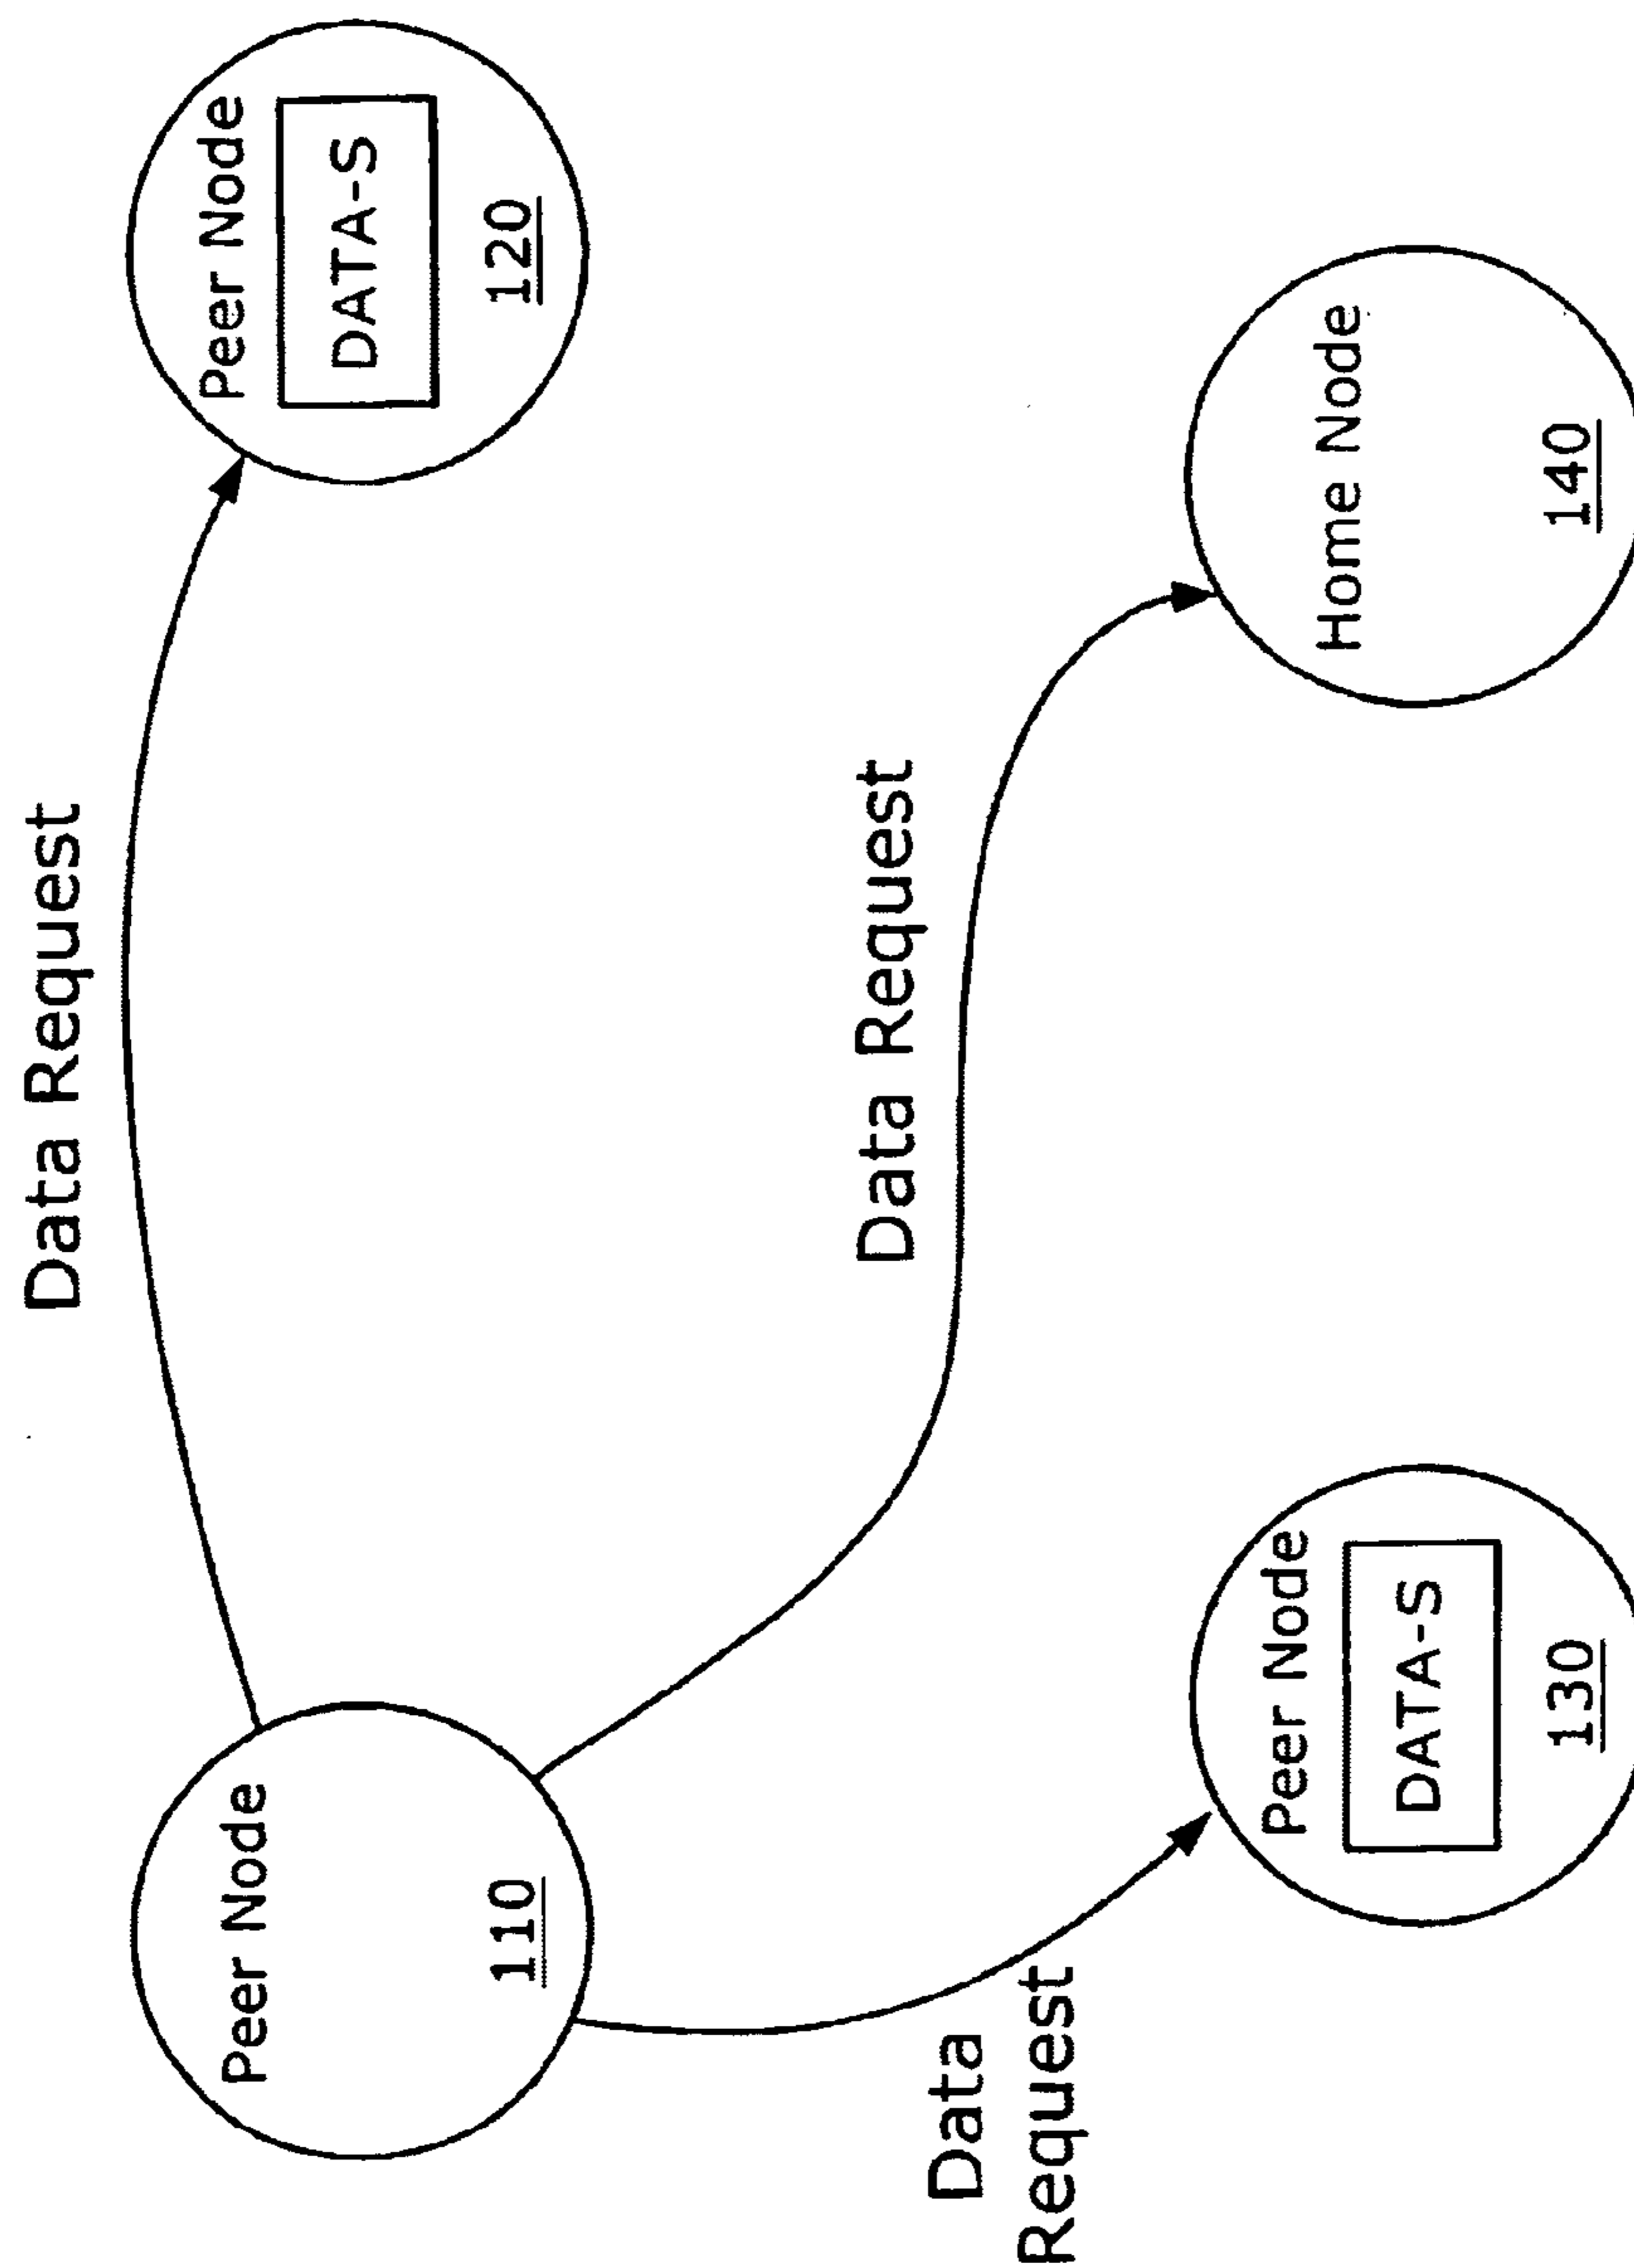 Data Request
Peer Node
110
Peer Node
DATA-S
120
Data Request
Data
Request
Peer Node
DATA-S
130
Home Node
140